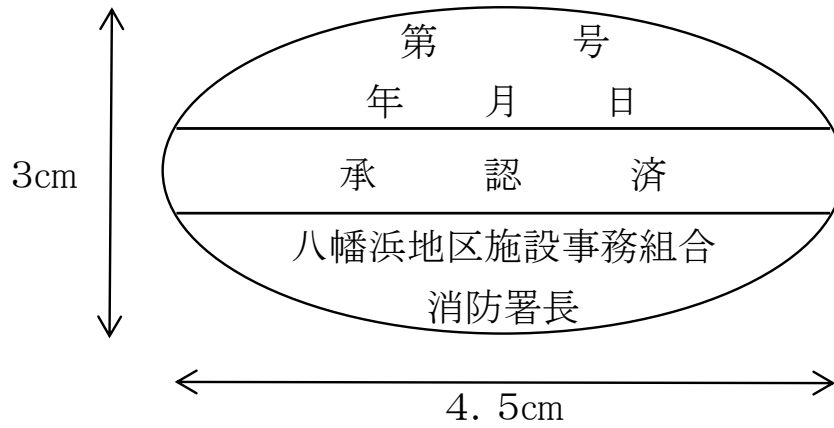 第 号
年 月 日
承 認 済
八幡浜地区施設事務組合
消防署長
3cm
4．5cm